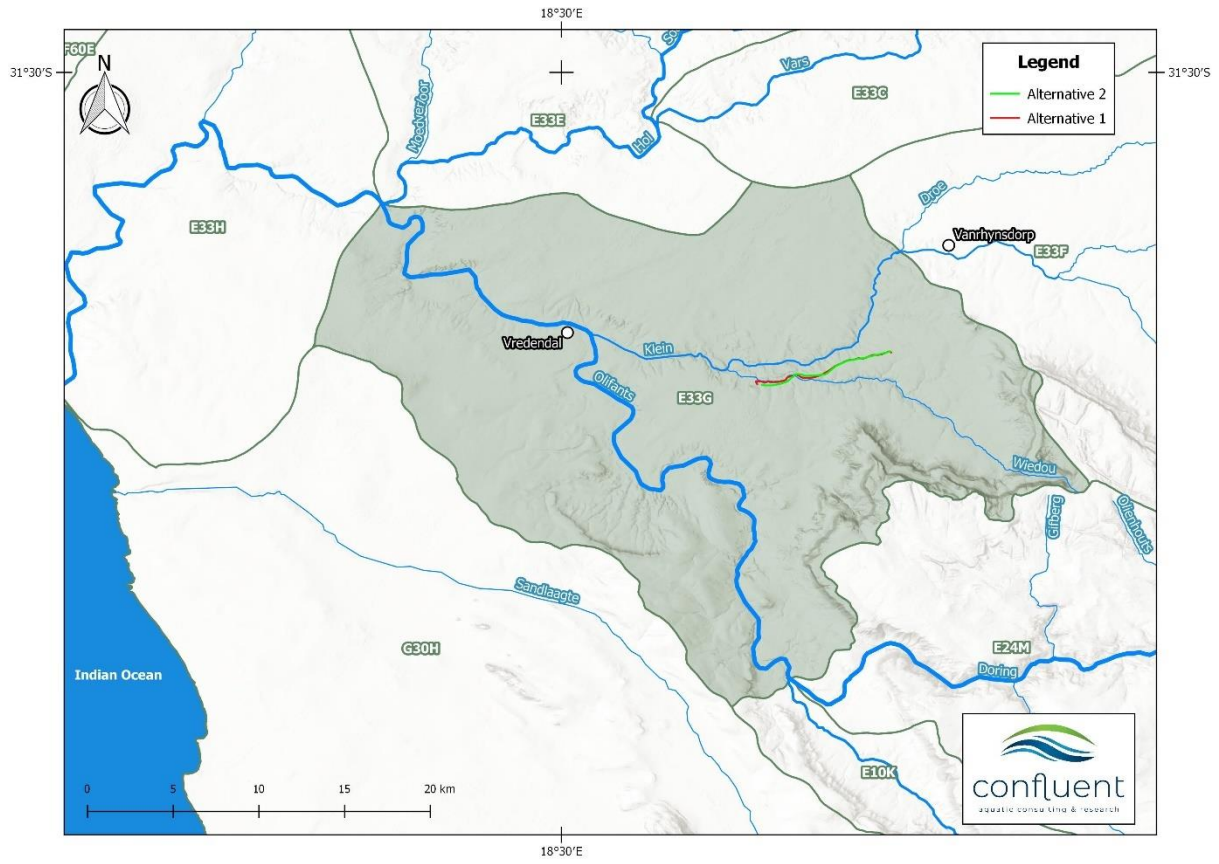 18°30'E
F60E
N
31°30'S
31°30'S
Moedverloor
Vars
Legend
Alternative 2
Alternative 1
E33E
E33C
Hol
Droe
Vanrhynsdorp
E33H
E33F
Vredendal
Klein
Olifants
E33G
Wiedou
Gifberg
Ollenhouts
Sandlaagte
G30H
E24M
Doring
Indian Ocean
E10K
0 5 10 15 20 km
confluent
aquatic consulting & research
18°30'E